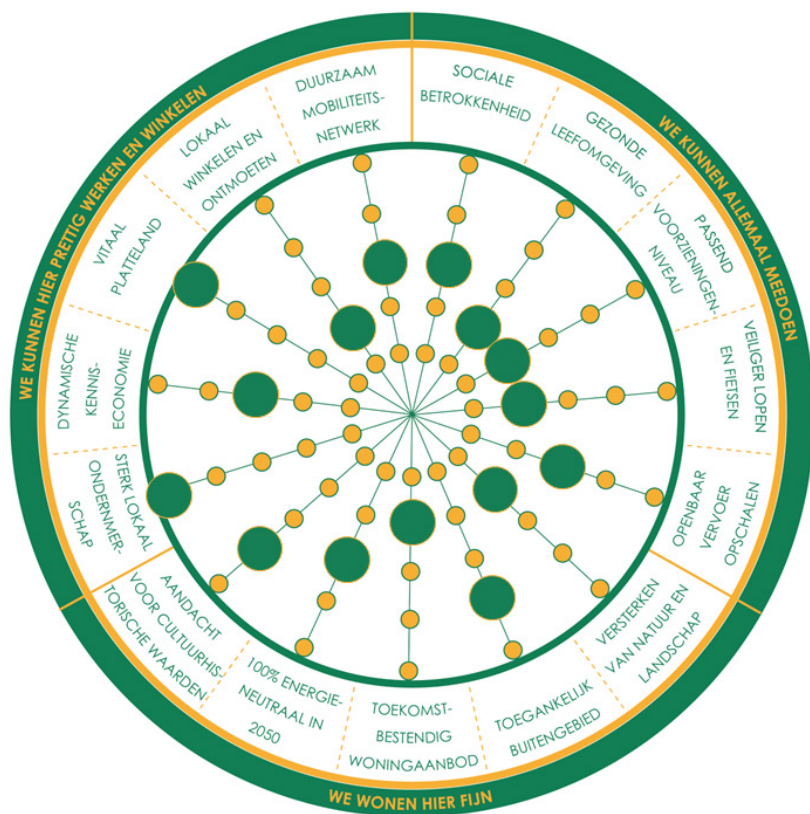 WE KUNNEN ALLEMAAL MEEDOEN
SOCIALE
BETROKKENHEID
GEZONDE
LEEFOMGEVING
PASSEND
VOORZIENINGEN-
NIVEAU
VEILIGER LOPEN
EN FIETSEN
OPENBAAR
VERVOER
OPSCHALEN
WE WONEN HIER FIJN
VERSTERKEN
VAN NATUUR EN
LANDSCHAP
TOEGANKELIJK
BUITENGEBIED
TOEKOMST-
BESTENDIG
WONINGAANBOD
100% ENERGIE-
NEUTRAAL IN
2050
AANDACHT
VOOR CULTUURHIS-
TORISCHE WAARDEN
WE KUNNEN HIER PRETTIG WERKEN EN WINKELEN
STERK LOKAAL
ONDERNMER-
SCHAP
DYNAMISCHE
KENNIS-
ECONOMIE
VITAAL
PLATTELAND
LOKAAL
WINKELEN EN
ONTMOETEN
DUURZAAM
MOBILITEITS-
NETWERK